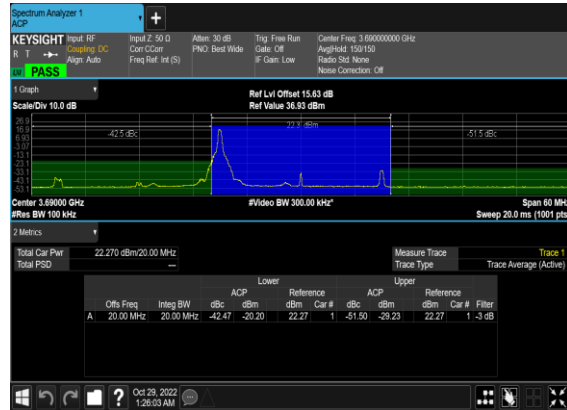 Spectrum Analyzer 1
ACP
+
KEYSIGHT Input: RF Input Z: 50 Ω Atten: 30 dB Trig: Free Run Center Freq: 3.690000000 GHz
R T Coupling: DC Corr CCorr PNO: Best Wide Gate: Off Avg|Hold: 150/150
Align: Auto Freq Ref: Int (S) IF Gain: Low Radio Std: None
PASS Noise Correction: Off
1 Graph Ref Lvl Offset 15.63 dB
Scale/Div 10.0 dB Ref Value 36.93 dBm
26.9
16.9 -42.5 dBc 22.3 dBm -51.5 dBc
6.93
-3.07
-13.1
-23.1
-33.1
-43.1
-53.1
Center 3.69000 GHz #Video BW 300.00 kHz* Span 60 MHz
#Res BW 100 kHz Sweep 20.0 ms (1001 pts
2 Metrics
Total Car Pwr 22.270 dBm/20.00 MHz Measure Trace Trace 1
Total PSD --- Trace Type Trace Average (Active)
Lower Upper
ACP Reference ACP Reference
Offs Freq Integ BW dBc dBm dBm Car # dBc dBm dBm Car # Filter
A 20.00 MHz 20.00 MHz -42.47 -20.20 22.27 1 -51.50 -29.23 22.27 1 -3 dB
? Oct 29, 2022
1:26:03 AM